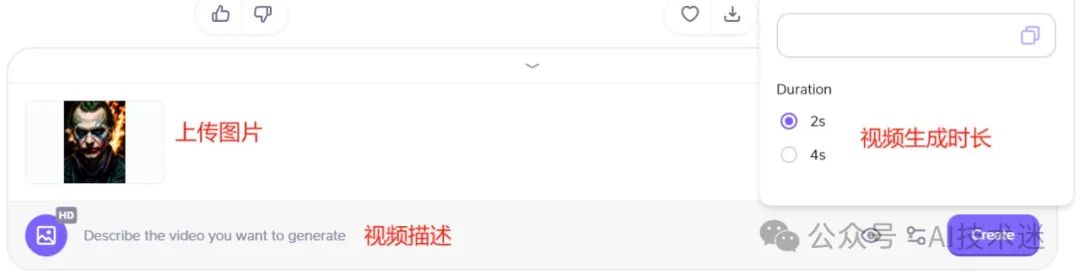 Duration
2s
上传图片
视频生成时长
4s
HD
Describe the video you want to generate
视频描述
公众号
AI技术迷
Create